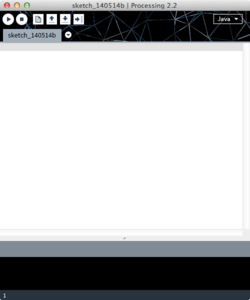 sketch_140514b | Processing 2.2
Java
sketch_140514b
1